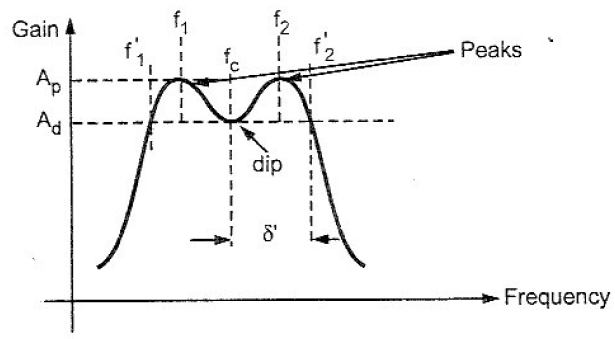 Gain
f'1
f1
fc
f2
f'2
Peaks
Ap
Ad
dip
δ'
Frequency